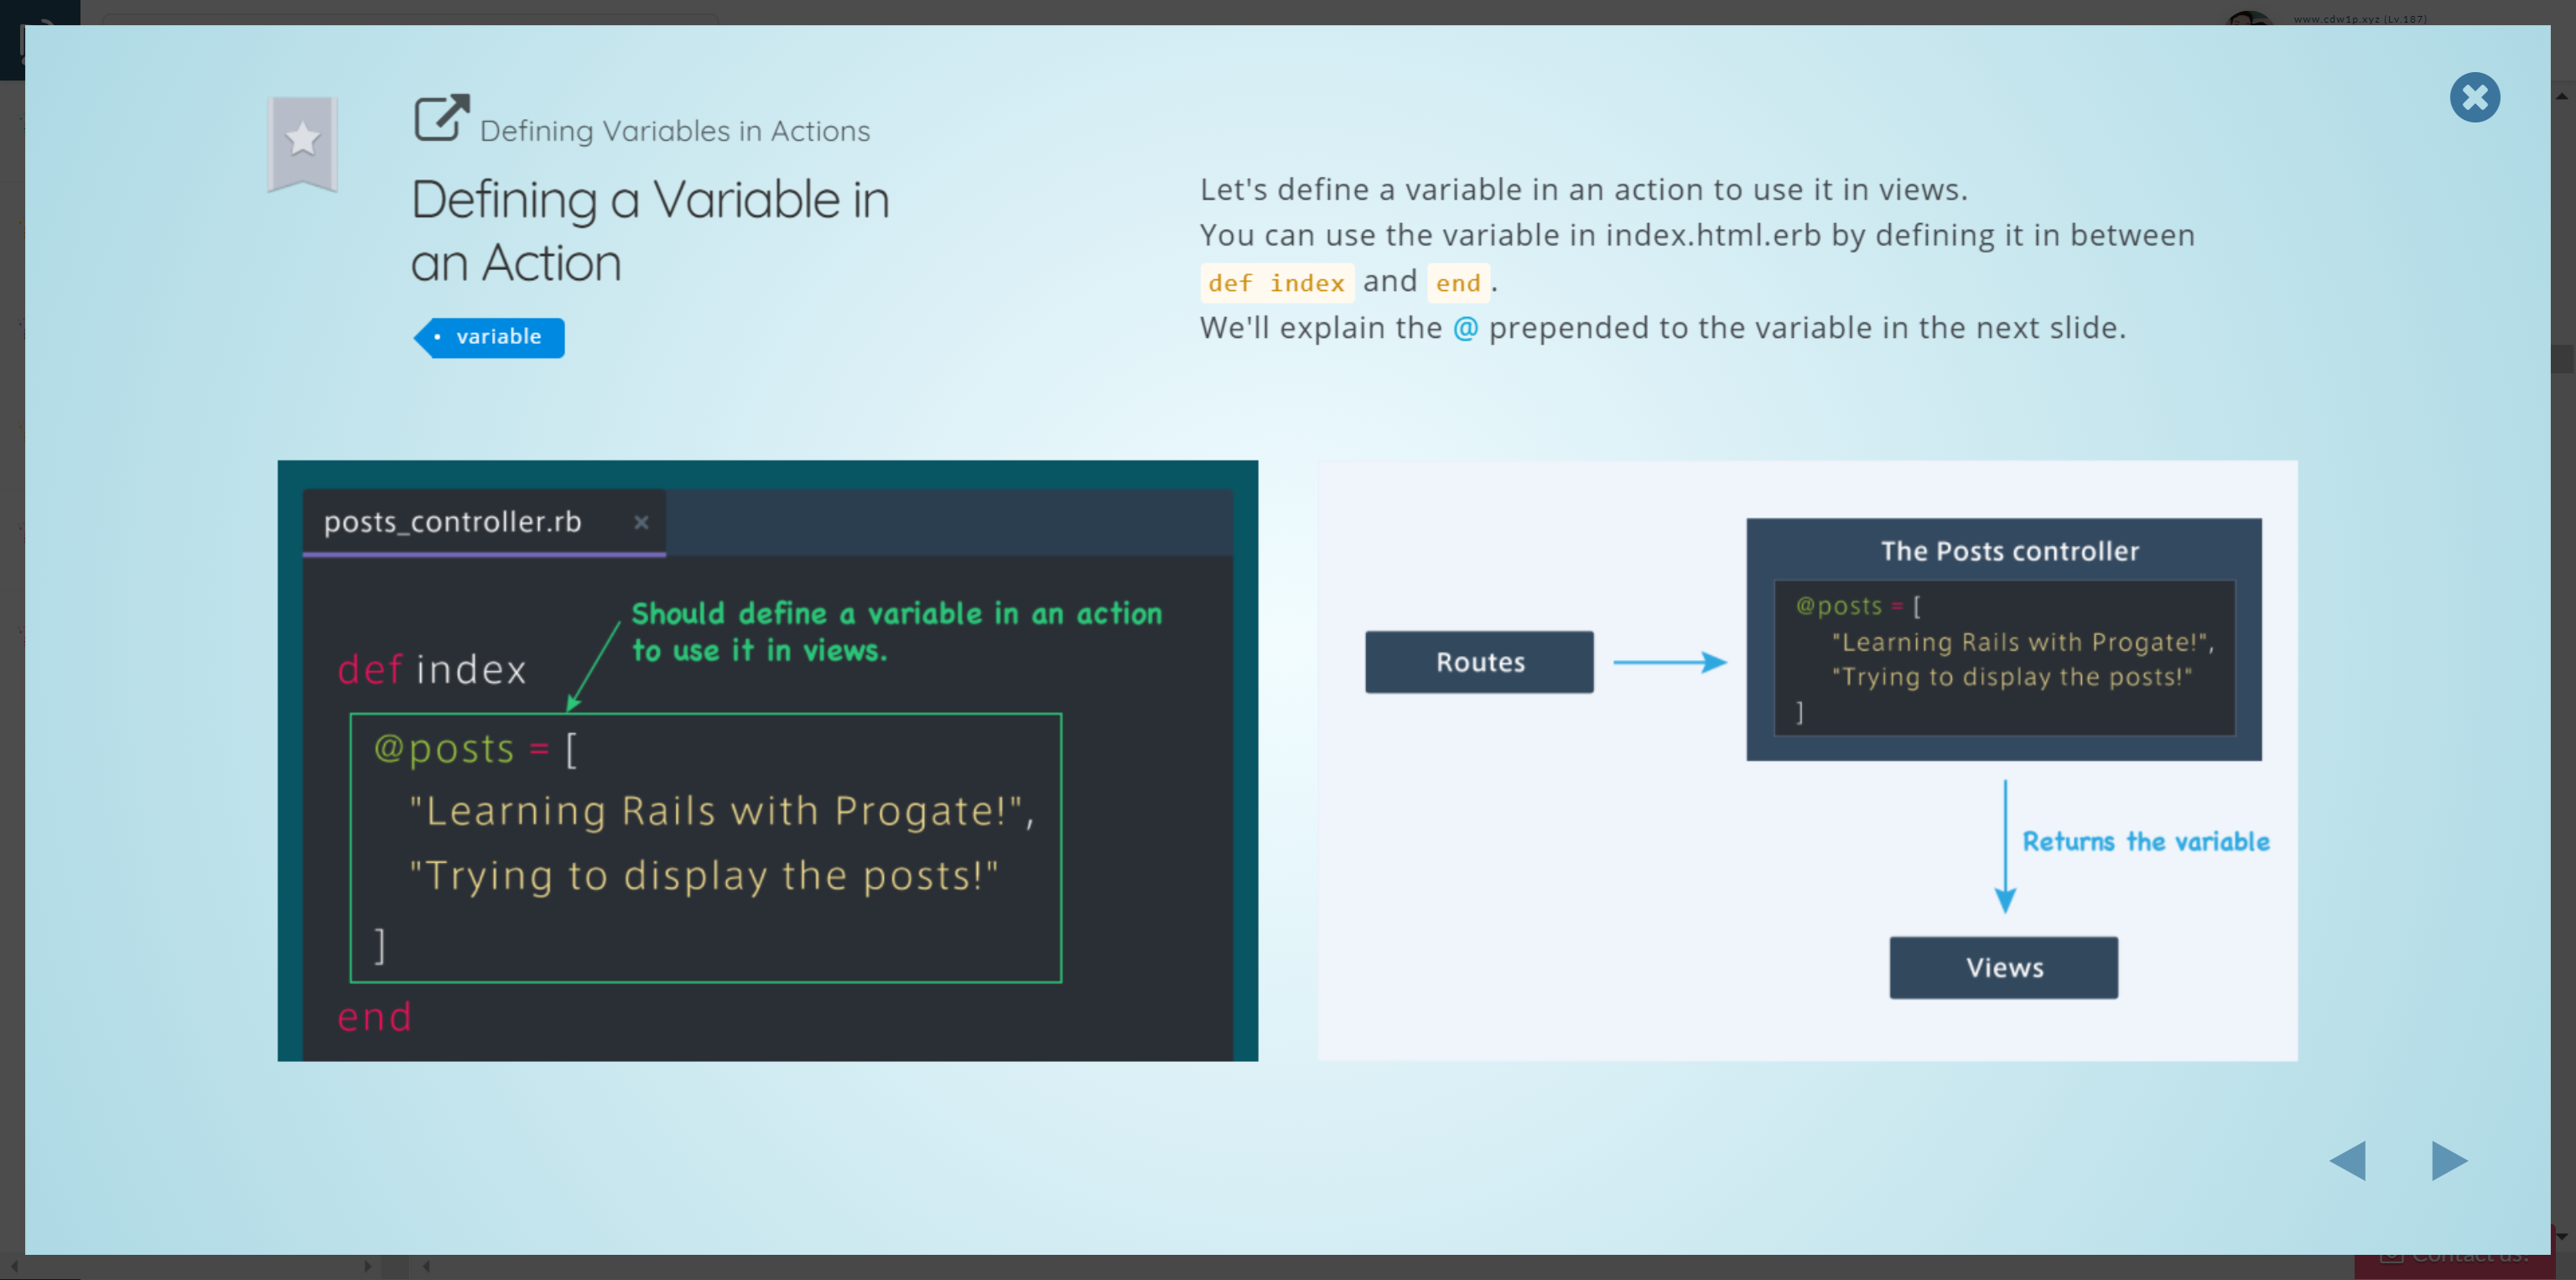 www.cdw1p.xyz (Lv.187)
Defining Variables in Actions
Defining a Variable in
an Action
variable
Let's define a variable in an action to use it in views.
You can use the variable in index.html.erb by defining it in between
def index and end.
We'll explain the @ prepended to the variable in the next slide.
posts_controller.rb ×
Should define a variable in an action
to use it in views.
def index
@posts = [
"Learning Rails with Progate!",
"Trying to display the posts!"
]
end
The Posts controller
@posts = [
"Learning Rails with Progate!",
"Trying to display the posts!"
]
Routes
Returns the variable
Views
Contact us!